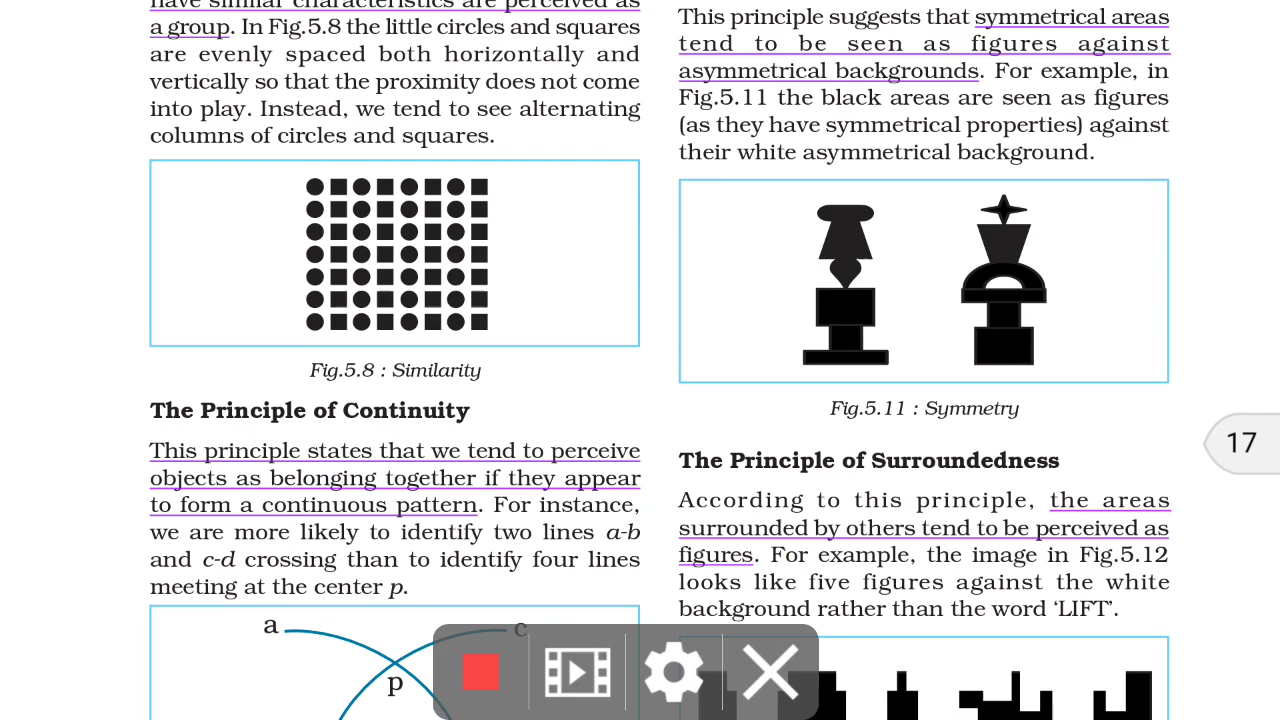 have similar characteristics are perceived as
a group. In Fig.5.8 the little circles and squares
are evenly spaced both horizontally and
vertically so that the proximity does not come
into play. Instead, we tend to see alternating
columns of circles and squares.
Fig.5.8 : Similarity
The Principle of Continuity
This principle states that we tend to perceive
objects as belonging together if they appear
to form a continuous pattern. For instance,
we are more likely to identify two lines a-b
and c-d crossing than to identify four lines
meeting at the center p.
a
c
p
This principle suggests that symmetrical areas
tend to be seen as figures against
asymmetrical backgrounds. For example, in
Fig.5.11 the black areas are seen as figures
(as they have symmetrical properties) against
their white asymmetrical background.
Fig.5.11 : Symmetry
The Principle of Surroundedness
According to this principle, the areas
surrounded by others tend to be perceived as
figures. For example, the image in Fig.5.12
looks like five figures against the white
background rather than the word ‘LIFT’.
17